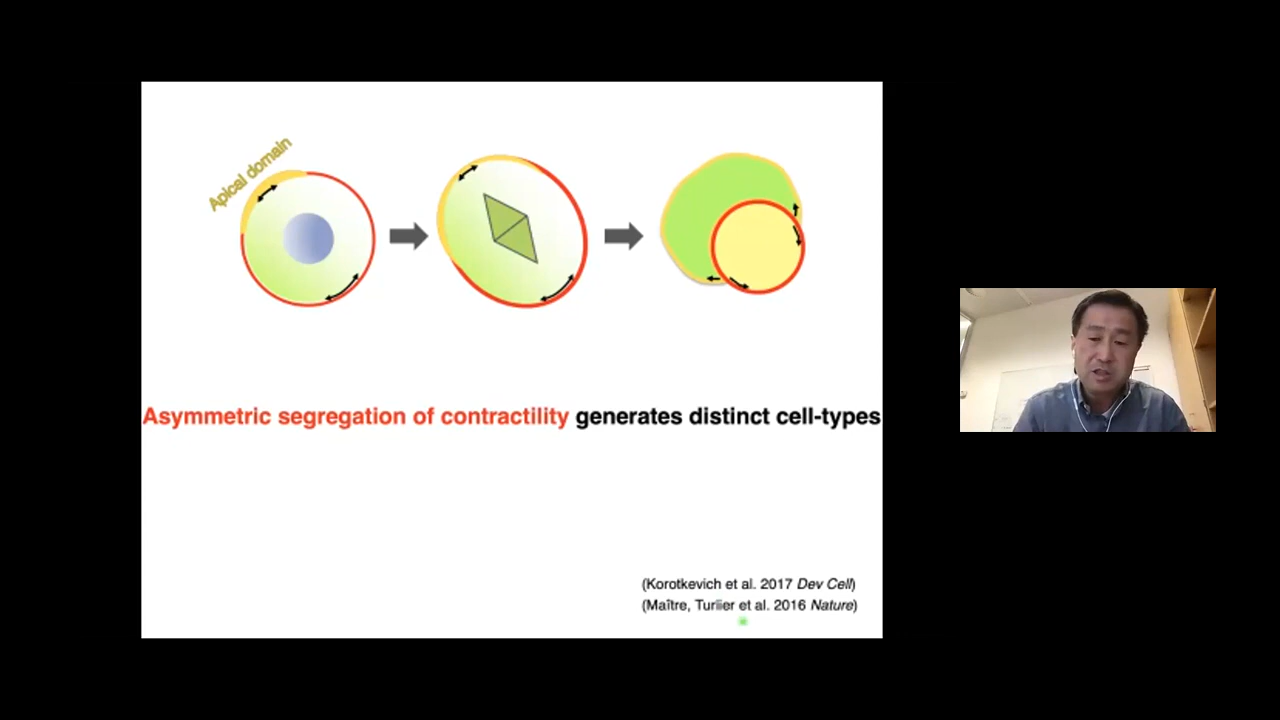 Apical domain
Asymmetric segregation of contractility generates distinct cell-types
(Korotkevich et al. 2017 Dev Cell)
(Maître, Turlier et al. 2016 Nature)